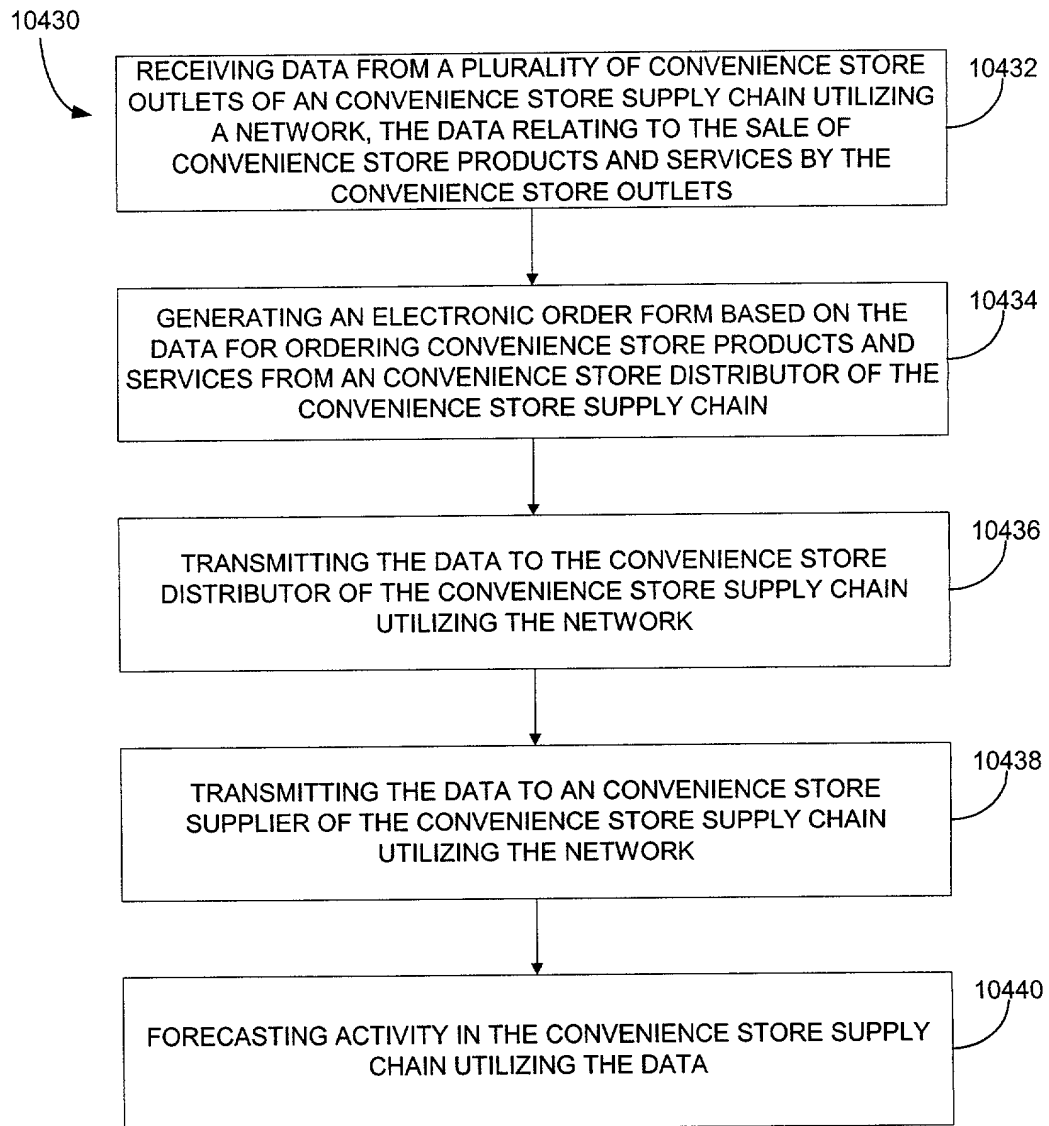 10430
RECEIVING DATA FROM A PLURALITY OF CONVENIENCE STORE
OUTLETS OF AN CONVENIENCE STORE SUPPLY CHAIN UTILIZING
A NETWORK, THE DATA RELATING TO THE SALE OF
CONVENIENCE STORE PRODUCTS AND SERVICES BY THE
CONVENIENCE STORE OUTLETS
10432
GENERATING AN ELECTRONIC ORDER FORM BASED ON THE
DATA FOR ORDERING CONVENIENCE STORE PRODUCTS AND
SERVICES FROM AN CONVENIENCE STORE DISTRIBUTOR OF THE
CONVENIENCE STORE SUPPLY CHAIN
10434
TRANSMITTING THE DATA TO THE CONVENIENCE STORE
DISTRIBUTOR OF THE CONVENIENCE STORE SUPPLY CHAIN
UTILIZING THE NETWORK
10436
TRANSMITTING THE DATA TO AN CONVENIENCE STORE
SUPPLIER OF THE CONVENIENCE STORE SUPPLY CHAIN
UTILIZING THE NETWORK
10438
FORECASTING ACTIVITY IN THE CONVENIENCE STORE SUPPLY
CHAIN UTILIZING THE DATA
10440